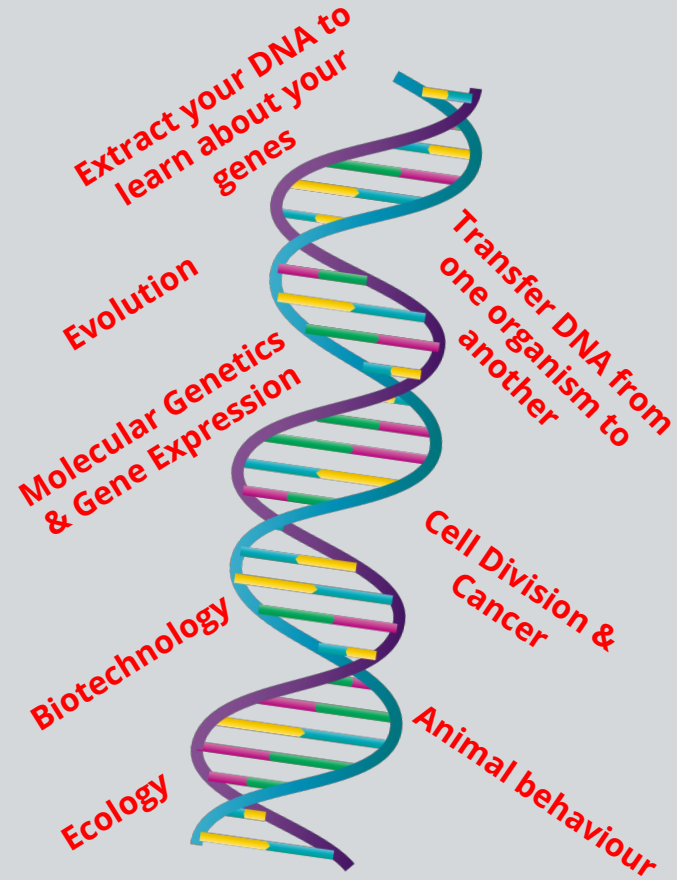 Extract your DNA to
learn about your
genes
Transfer DNA from
one organism to
another
Evolution
Molecular Genetics
& Gene Expression
Cell Division &
Cancer
Biotechnology
Animal behaviour
Ecology